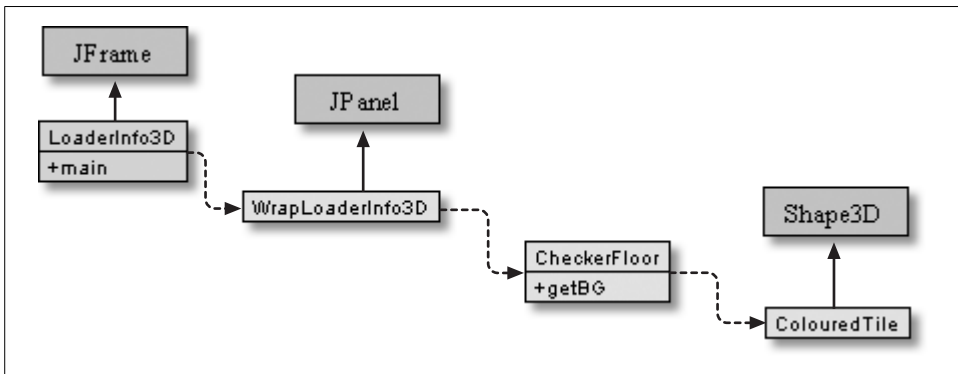 JFrame
LoaderInfo3D
+main
JPanel
WrapLoaderInfo3D
CheckerFloor
+getBG
Shape3D
ColouredTile